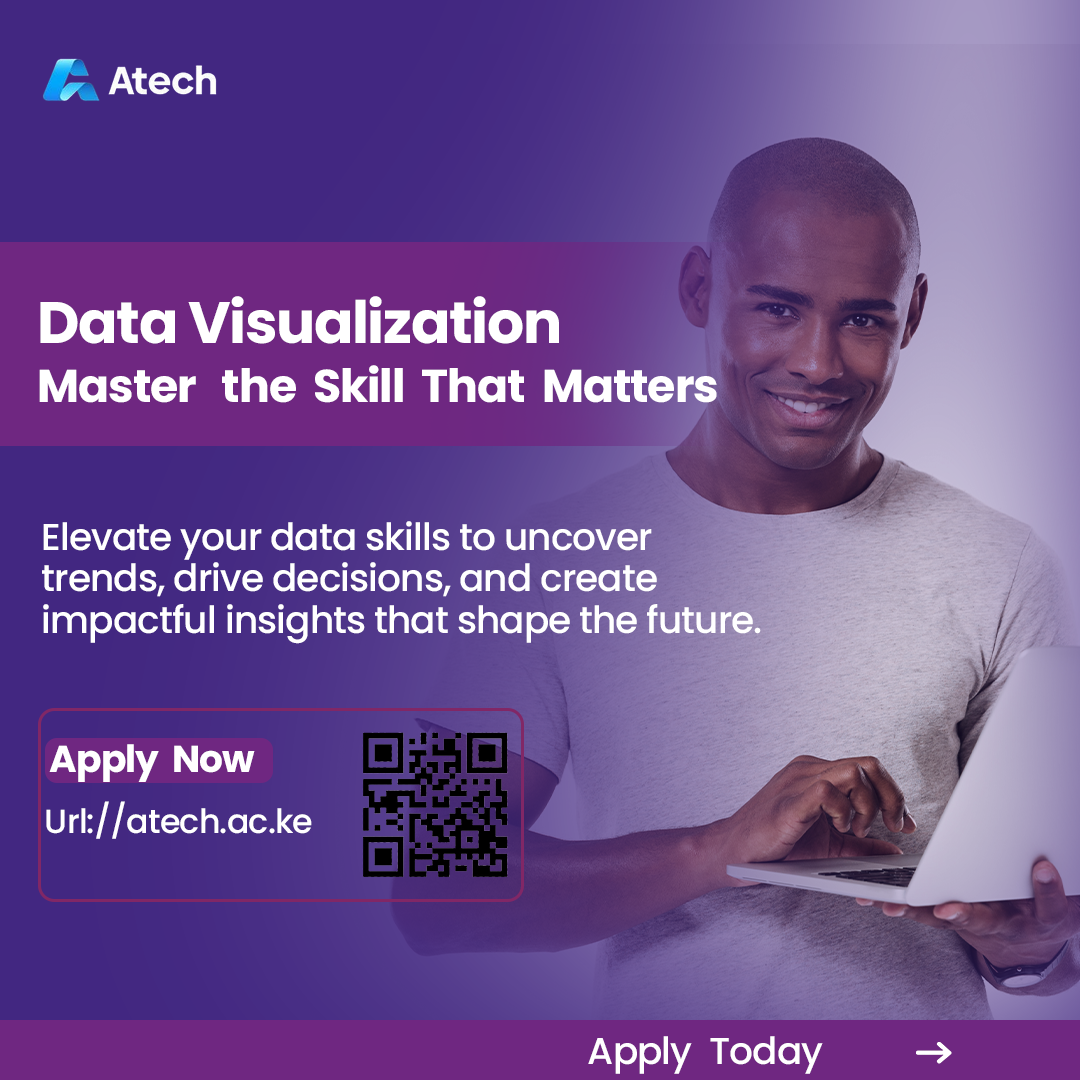 Atech
Data Visualization
Master the Skill That Matters
Elevate your data skills to uncover
trends, drive decisions, and create
impactful insights that shape the future.
Apply Now
Url://atech.ac.ke
Apply Today →